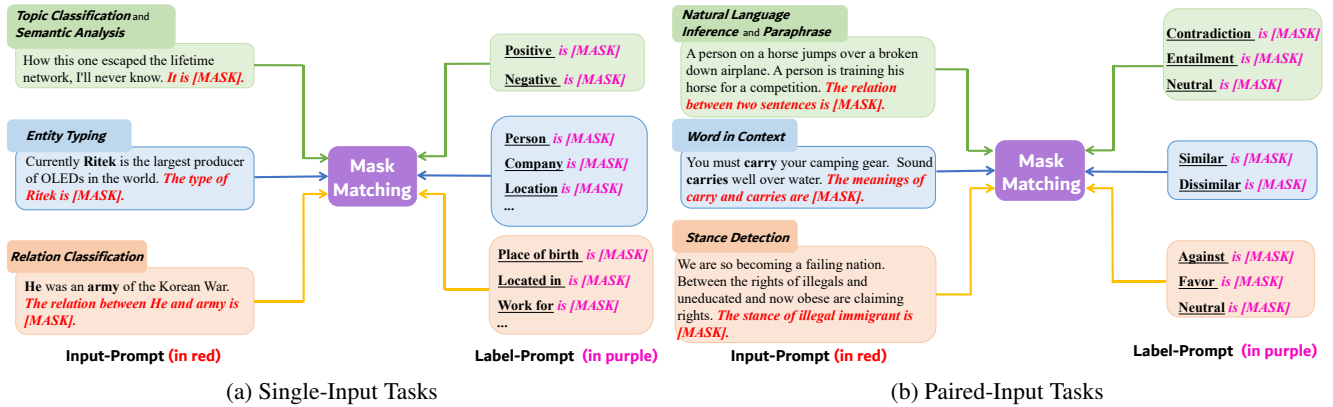 Topic Classification and
Semantic Analysis
How this one escaped the lifetime
network, I'll never know. It is [MASK].
Entity Typing
Currently Ritek is the largest producer
of OLEDs in the world. The type of
Ritek is [MASK].
Relation Classification
He was an army of the Korean War.
The relation between He and army is
[MASK].
Input-Prompt (in red)
Mask
Matching
Positive is [MASK]
Negative is [MASK]
Person is [MASK]
Company is [MASK]
Location is [MASK]
...
Place of birth is [MASK]
Located in is [MASK]
Work for is [MASK]
...
Label-Prompt (in purple)
(a) Single-Input Tasks
Natural Language
Inference and Paraphrase
A person on a horse jumps over a broken
down airplane. A person is training his
horse for a competition. The relation
between two sentences is [MASK].
Word in Context
You must carry your camping gear. Sound
carries well over water. The meanings of
carry and carries are [MASK].
Stance Detection
We are so becoming a failing nation.
Between the rights of illegals and
uneducated and now obese are claiming
rights. The stance of illegal immigrant is
[MASK].
Input-Prompt (in red)
Mask
Matching
Contradiction is [MASK]
Entailment is [MASK]
Neutral is [MASK]
Similar is [MASK]
Dissimilar is [MASK]
Against is [MASK]
Favor is [MASK]
Neutral is [MASK]
Label-Prompt (in purple)
(b) Paired-Input Tasks